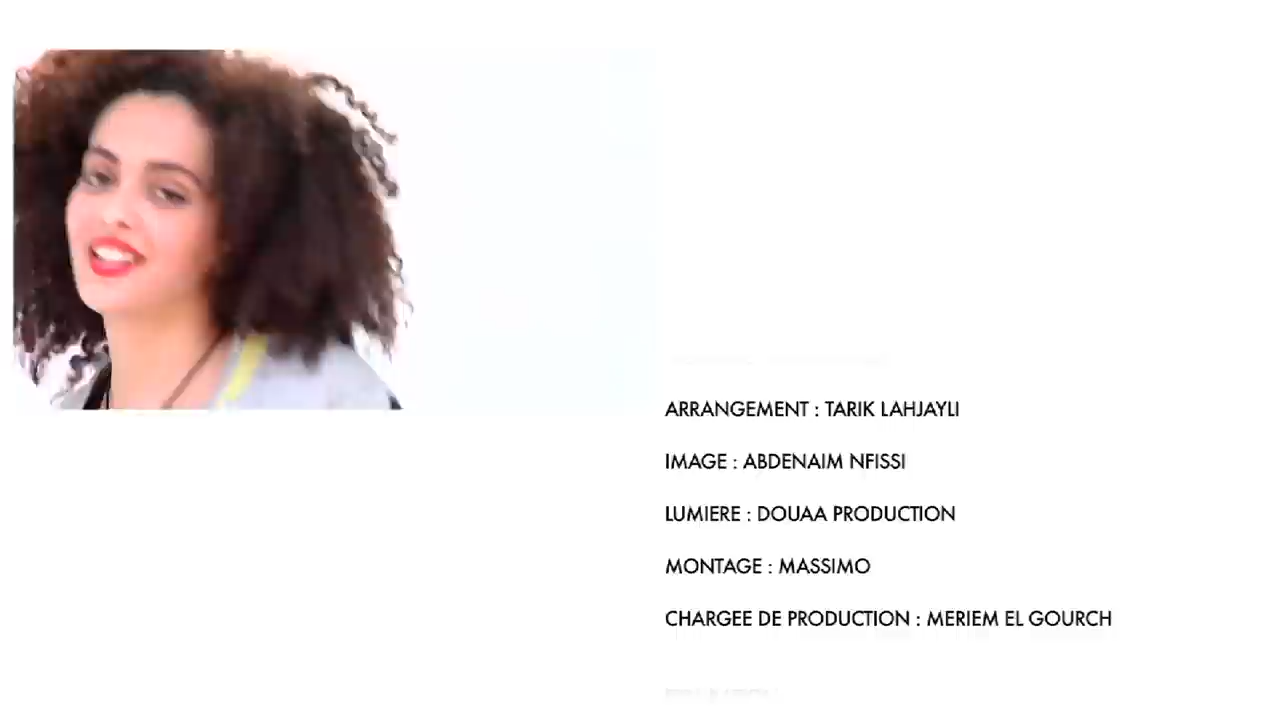 ARRANGEMENT : TARIK LAHJAYLI
IMAGE : ABDENAIM NFISSI
LUMIERE : DOUAA PRODUCTION
MONTAGE : MASSIMO
CHARGEE DE PRODUCTION : MERIEM EL GOURCH